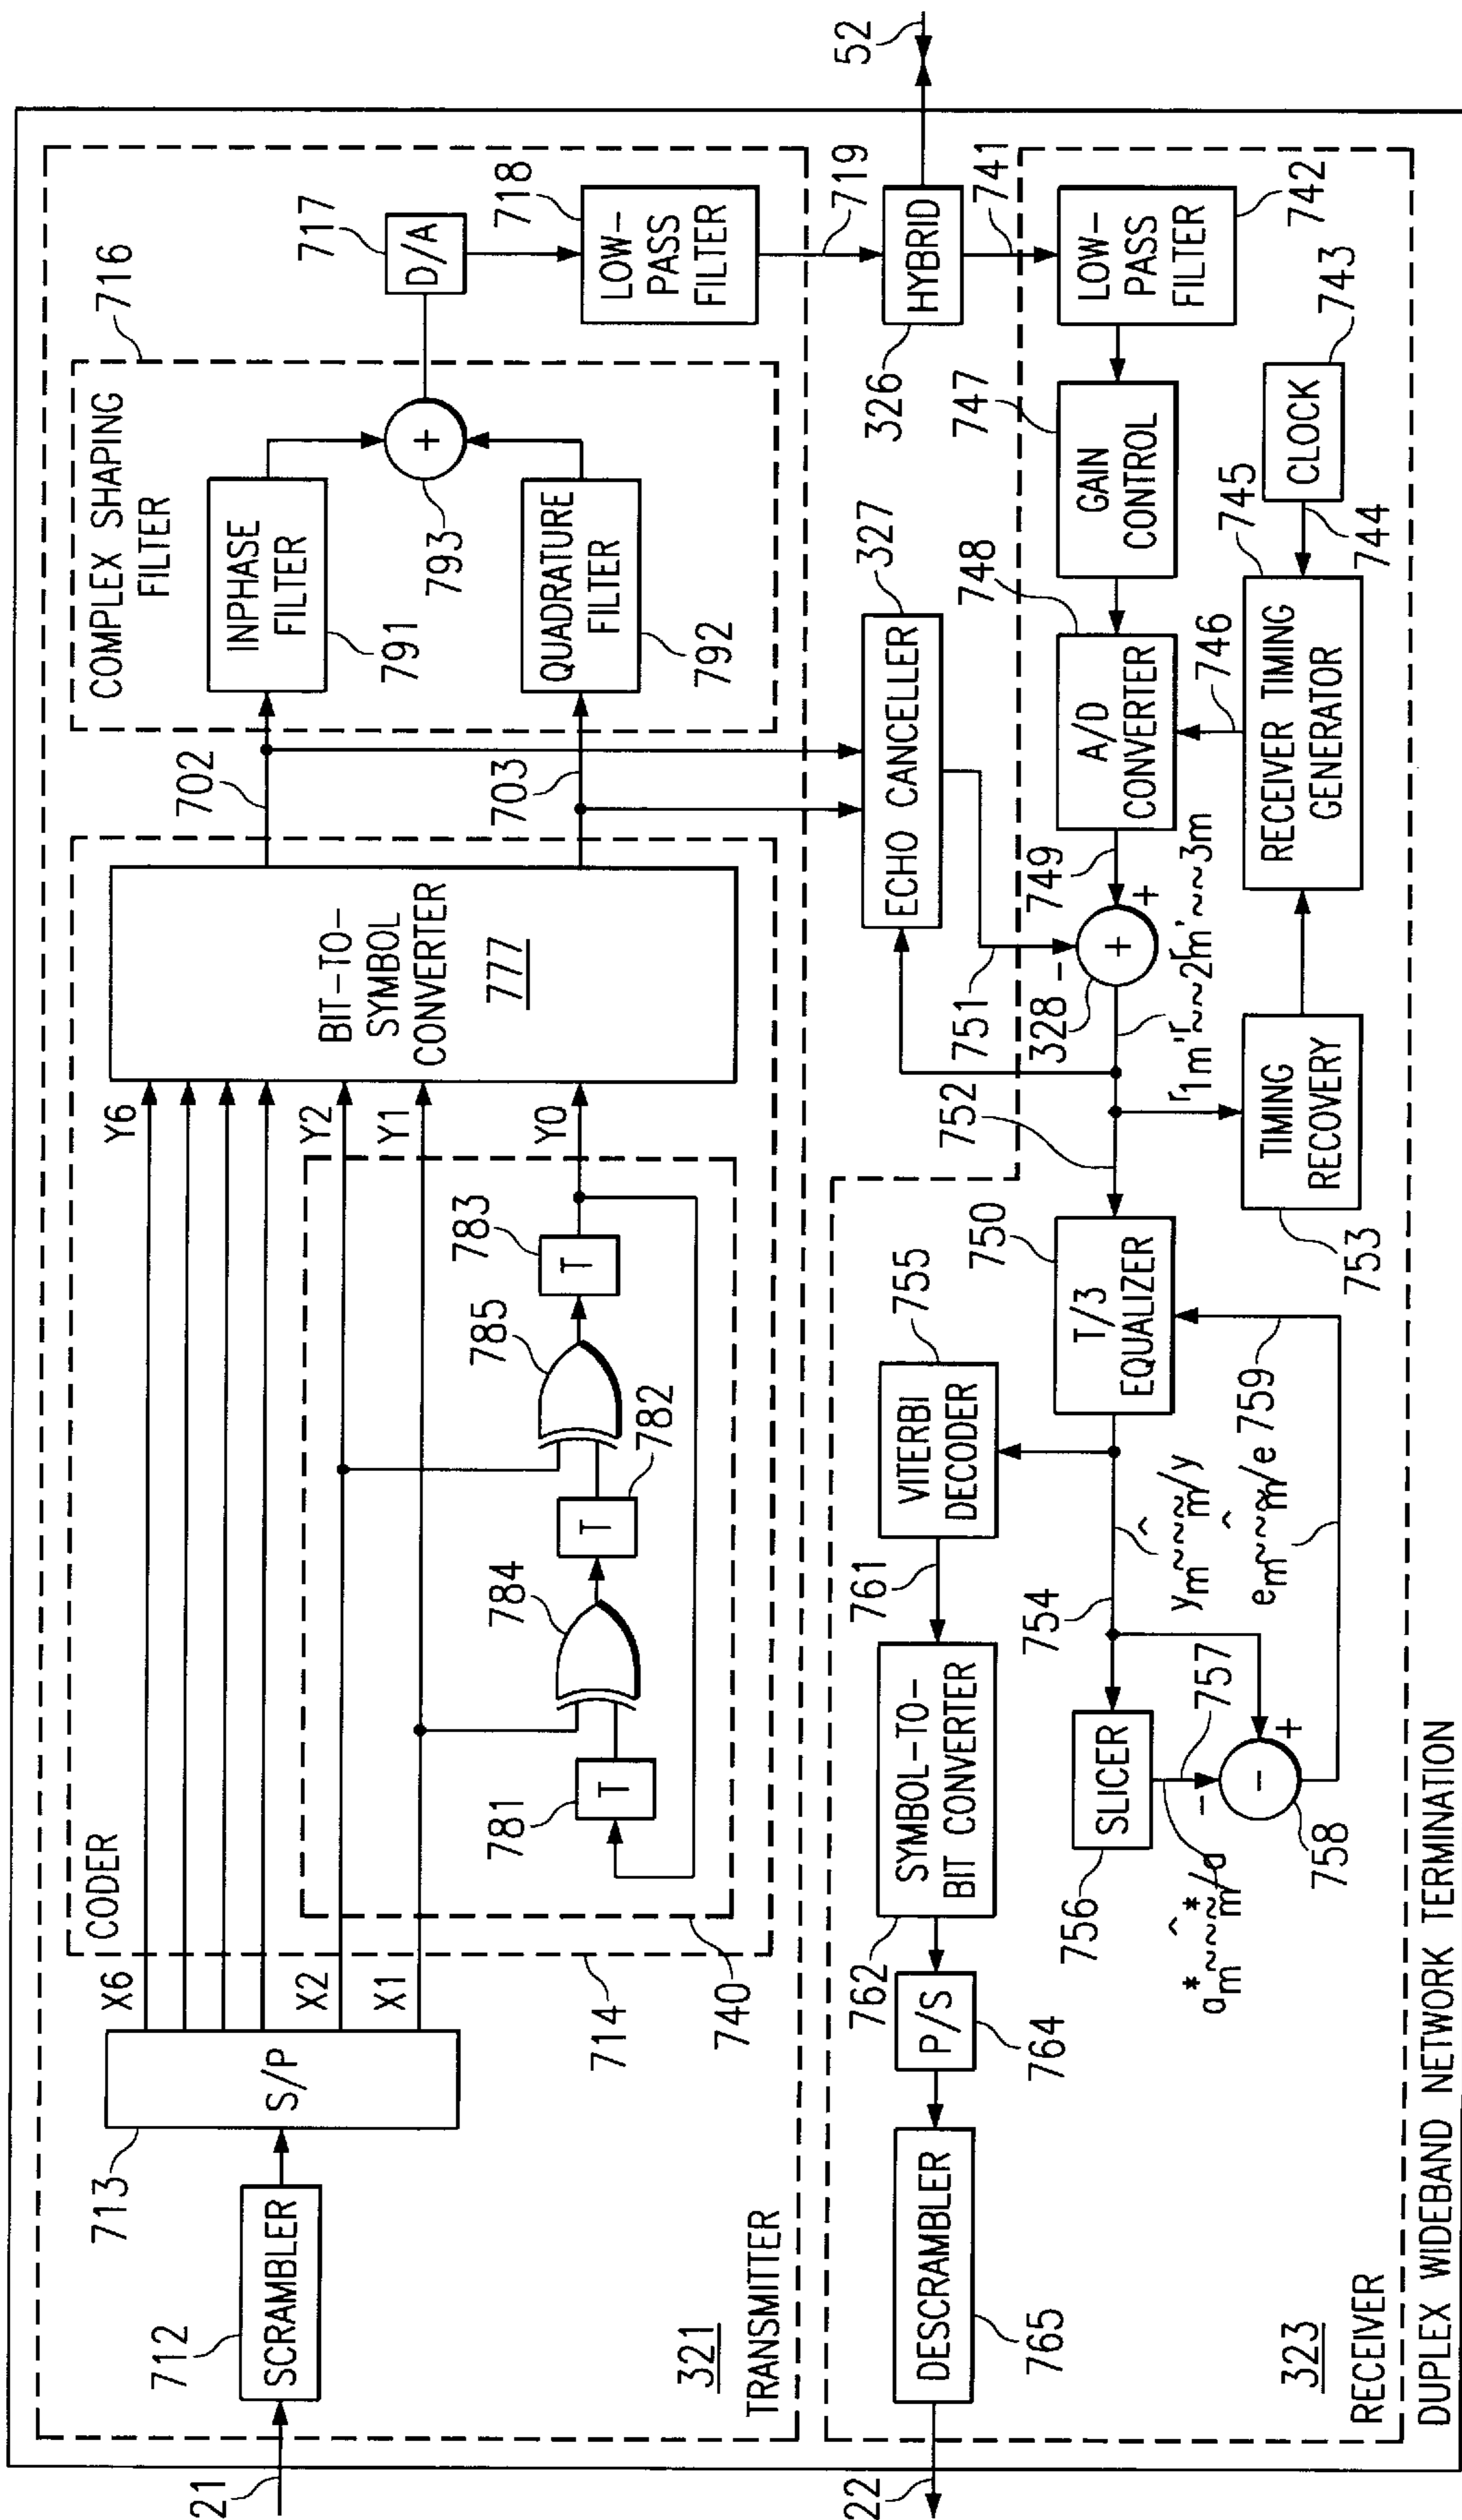 21
712
SCRAMBLER
713
S/P
X6
X2
X1
CODER
714
740
781
T
784
782
T
785
783
T
Y6
Y2
Y1
Y0
BIT-TO-
SYMBOL
CONVERTER
777
702
703
COMPLEX SHAPING
FILTER
716
INPHASE
FILTER
791
QUADRATURE
FILTER
792
+
793
717
D/A
718
LOW-
PASS
FILTER
719
321
TRANSMITTER
326
HYBRID
52
741
327
ECHO CANCELLER
751
LOW-
PASS
FILTER
742
747
GAIN
CONTROL
743
CLOCK
744
745
RECEIVER TIMING
GENERATOR
746
748
A/D
CONVERTER
749
+
+
-
328
752
TIMING
RECOVERY
753
750
T/3
EQUALIZER
754
755
VITERBI
DECODER
761
756
SLICER
757
-
-
+
758
759
762
SYMBOL-TO-
BIT CONVERTER
P/S
764
DESCRAMBLER
765
22
323
RECEIVER
DUPLEX WIDEBAND NETWORK TERMINATION